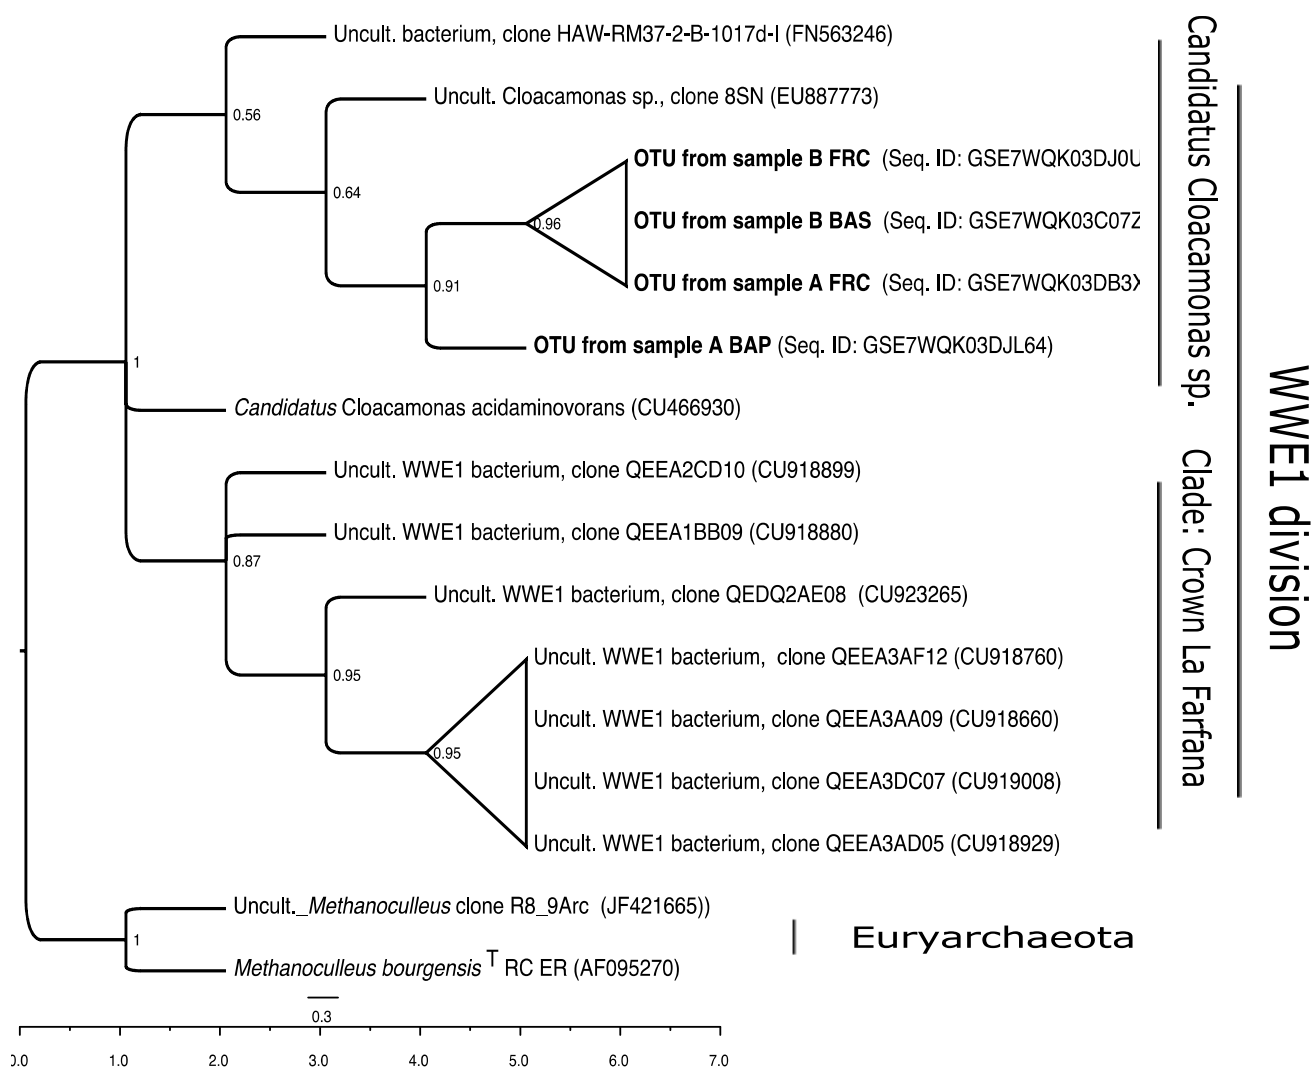 Uncult. bacterium, clone HAW-RM37-2-B-1017d-I (FN563246)
0.56
Uncult. Cloacamonas sp., clone 8SN (EU887773)
0.64
OTU from sample B FRC (Seq. ID: GSE7WQK03DJ0U
OTU from sample B BAS (Seq. ID: GSE7WQK03C07Z
0.96
OTU from sample A FRC (Seq. ID: GSE7WQK03DB3X
0.91
OTU from sample A BAP (Seq. ID: GSE7WQK03DJL64)
1
Candidatus Cloacamonas acidaminovorans (CU466930)
Uncult. WWE1 bacterium, clone QEEA2CD10 (CU918899)
Uncult. WWE1 bacterium, clone QEEA1BB09 (CU918880)
0.87
Uncult. WWE1 bacterium, clone QEDQ2AE08 (CU923265)
0.95
Uncult. WWE1 bacterium, clone QEEA3AF12 (CU918760)
Uncult. WWE1 bacterium, clone QEEA3AA09 (CU918660)
0.95
Uncult. WWE1 bacterium, clone QEEA3DC07 (CU919008)
Uncult. WWE1 bacterium, clone QEEA3AD05 (CU918929)
Uncult._Methanoculleus clone R8_9Arc (JF421665))
1
Methanoculleus bourgensis T RC ER (AF095270)
Candidatus Cloacamonas sp.
Clade: Crown La Farfana
WWE1 division
Euryarchaeota
0.3
0.0 1.0 2.0 3.0 4.0 5.0 6.0 7.0